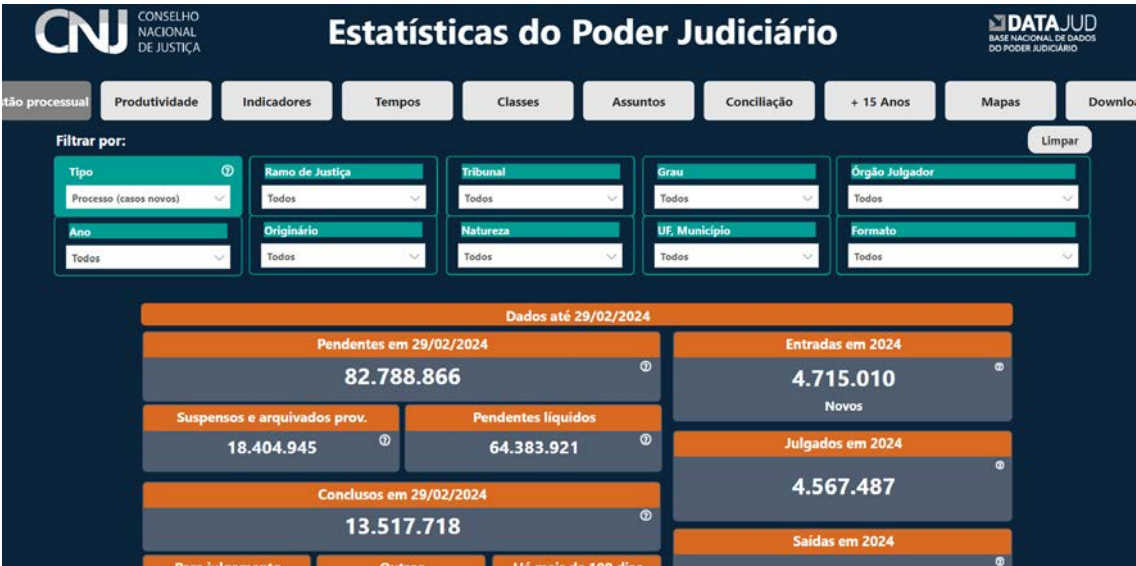 CNJ
CONSELHO
NACIONAL
DE JUSTIÇA
Estatísticas do Poder Judiciário
DATAJUD
BASE NACIONAL DE DADOS
DO PODER JUDICIÁRIO
stão processual Produtividade Indicadores Tempos Classes Assuntos Conciliação + 15 Anos Mapas Downlo
Filtrar por: Limpar
Tipo Ramo de Justiça Tribunal Grau Órgão Julgador
Processo (casos novos) Todos Todos Todos Todos
Ano Originário Natureza UF, Município Formato
Todos Todos Todos Todos Todos
Dados até 29/02/2024
Pendentes em 29/02/2024
82.788.866
Suspensos e arquivados prov.
18.404.945
Pendentes líquidos
64.383.921
Conclusos em 29/02/2024
13.517.718
Entradas em 2024
4.715.010
Novos
Julgados em 2024
4.567.487
Saídas em 2024